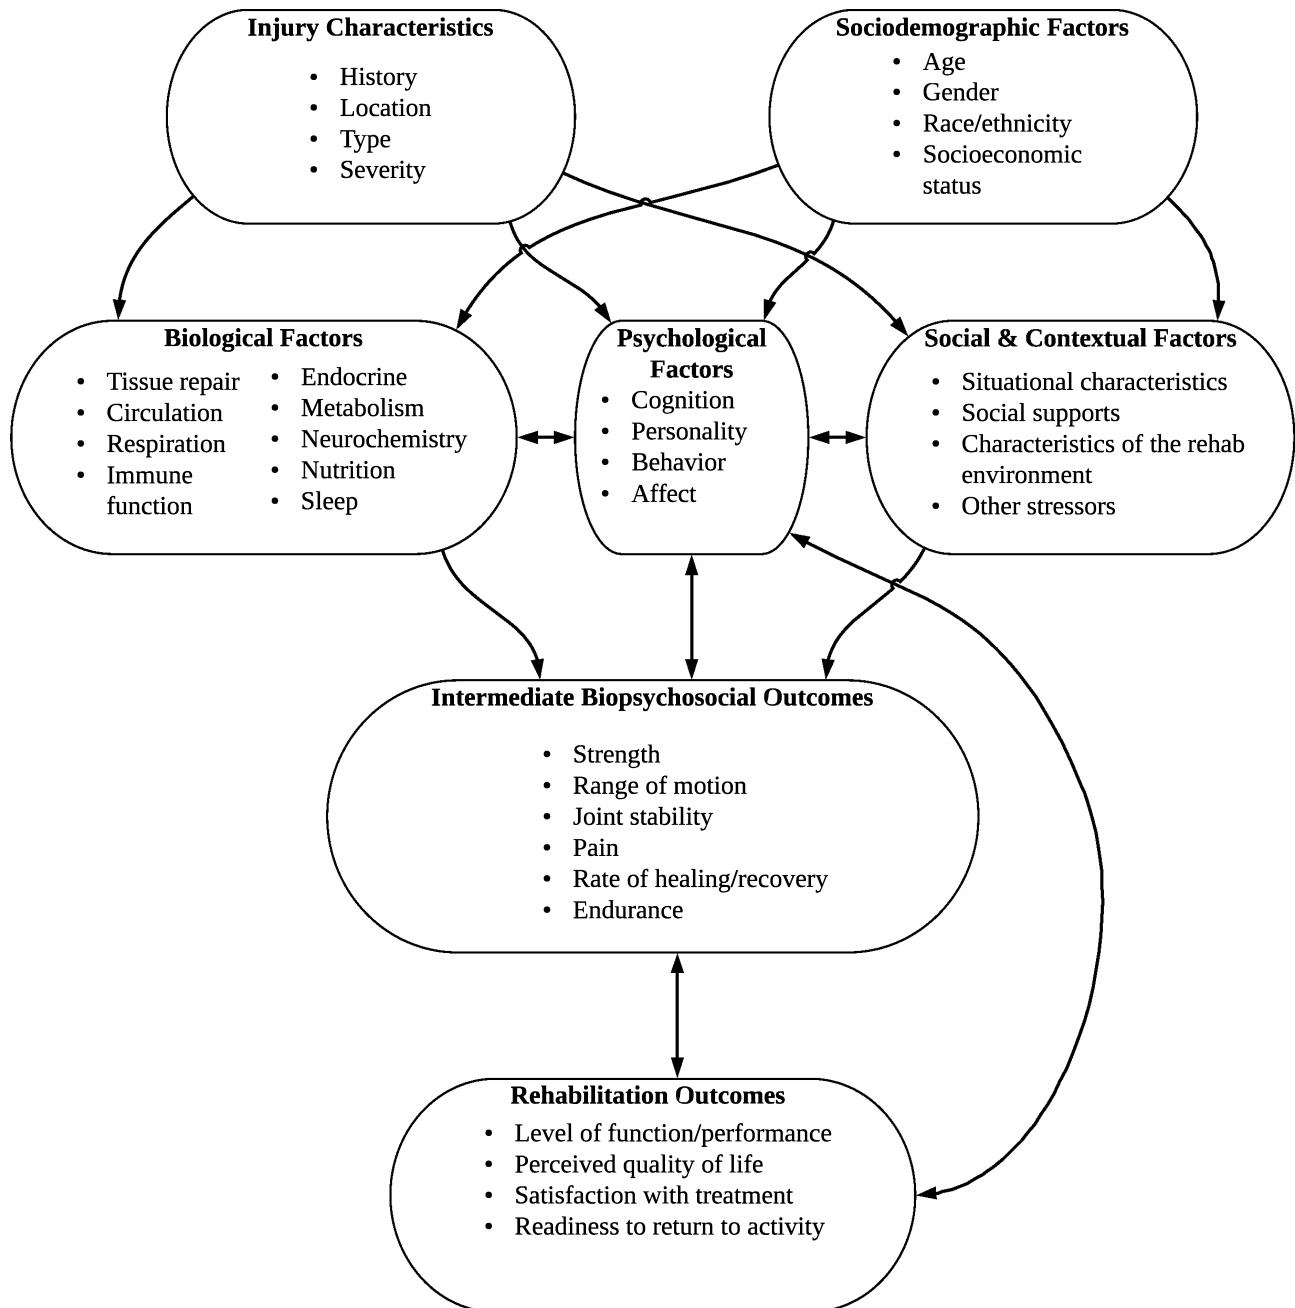 Injury Characteristics
• History
• Location
• Type
• Severity
Sociodemographic Factors
• Age
• Gender
• Race/ethnicity
• Socioeconomic
status
Biological Factors
• Tissue repair
• Circulation
• Respiration
• Immune
function
• Endocrine
• Metabolism
• Neurochemistry
• Nutrition
• Sleep
Psychological
Factors
• Cognition
• Personality
• Behavior
• Affect
Social & Contextual Factors
• Situational characteristics
• Social supports
• Characteristics of the rehab
environment
• Other stressors
Intermediate Biopsychosocial Outcomes
• Strength
• Range of motion
• Joint stability
• Pain
• Rate of healing/recovery
• Endurance
Rehabilitation Outcomes
• Level of function/performance
• Perceived quality of life
• Satisfaction with treatment
• Readiness to return to activity